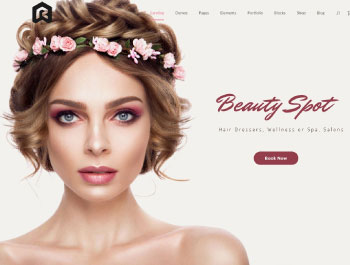 Landing Demos Pages Elements Portfolio Blocks Shop Blog
Beauty Spot
Hair Dressers, Wellness or Spa, Salons
Book Now